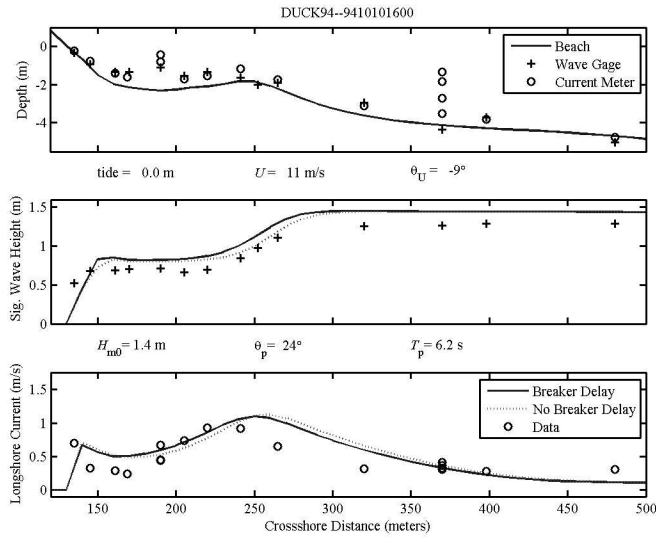 DUCK94--9410101600
Depth (m)
0
-2
-4
Beach
Wave Gage
Current Meter
tide = 0.0 m U = 11 m/s θU = -9°
Sig. Wave Height (m)
1.5
1
0.5
0
Hm0 = 1.4 m θp = 24° Tp = 6.2 s
Longshore Current (m/s)
1.5
1
0.5
0
Breaker Delay
No Breaker Delay
Data
150 200 250 300 350 400 450 500
Crossshore Distance (meters)